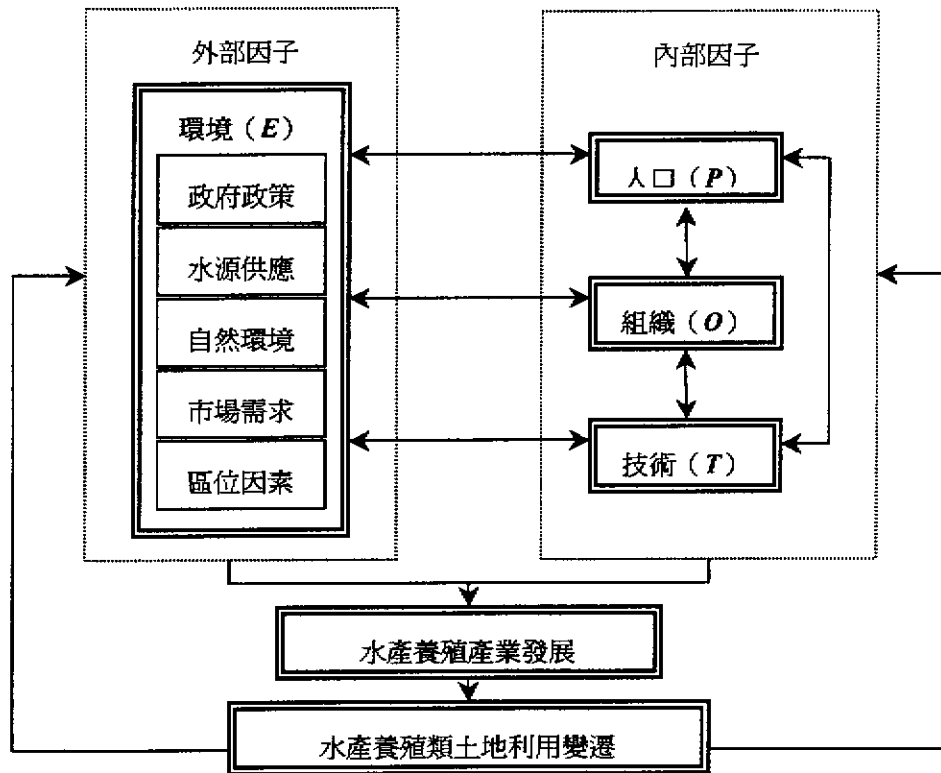 外部因子
環境（E）
政府政策
水源供應
自然環境
市場需求
區位因素
內部因子
人口（P）
組織（O）
技術（T）
水產養殖產業發展
水產養殖類土地利用變遷